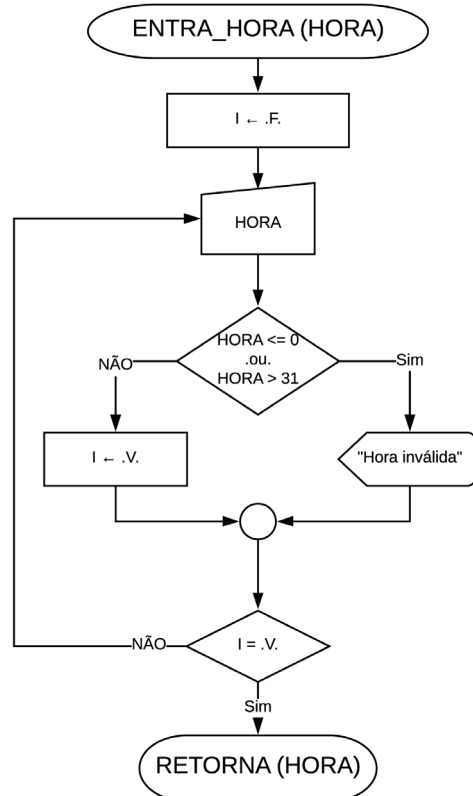 ENTRA_HORA (HORA)
I ← .F.
HORA
HORA <= 0
.ou.
HORA > 31
NÃO
Sim
I ← .V.
"Hora inválida"
I = .V.
NÃO
Sim
RETORNA (HORA)